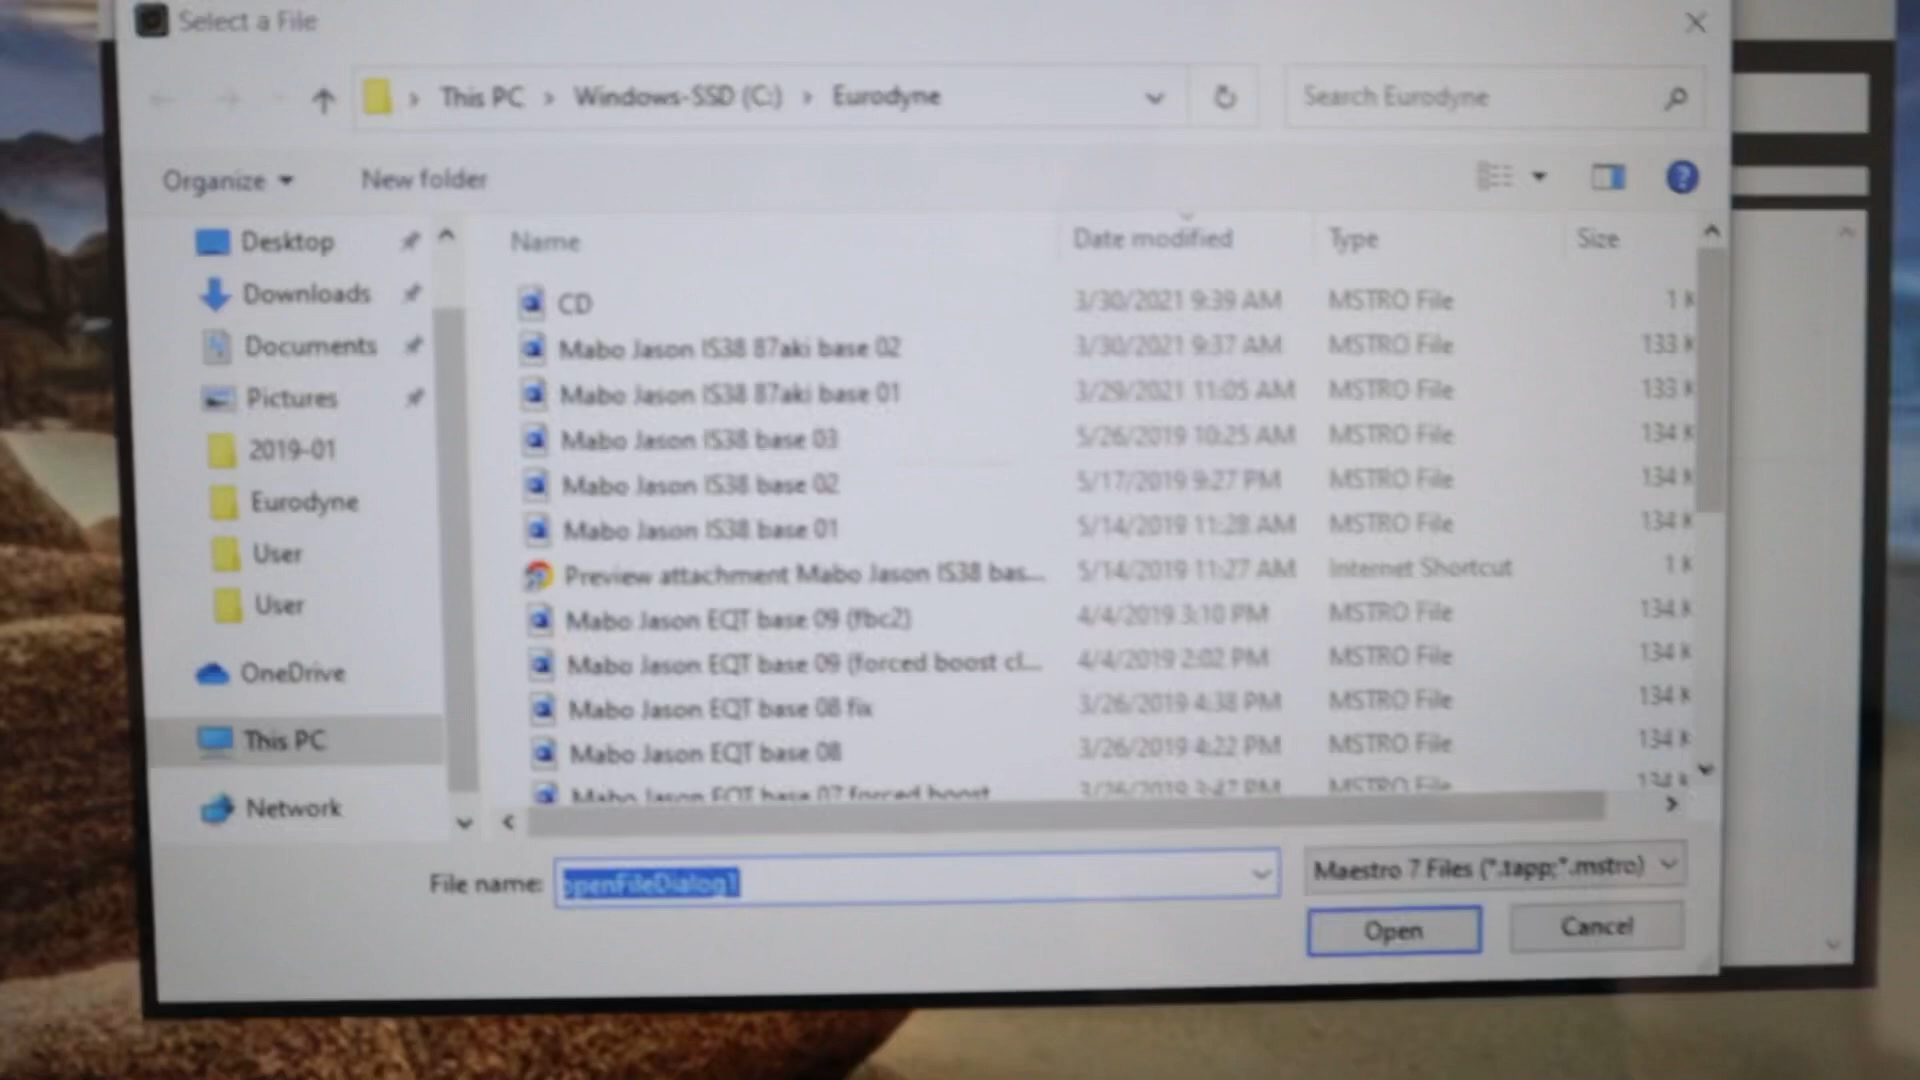 Select a File
This PC > Windows-SSD (C:) > Eurodyne
Search Eurodyne
Organize
New folder
Desktop
Downloads
Documents
Pictures
2019-01
Eurodyne
User
User
OneDrive
This PC
Network
Name Date modified Type Size
CD 3/30/2021 9:39 AM MSTRO File 1 K
Mabo Jason IS38 87aki base 02 3/30/2021 9:37 AM MSTRO File 133 K
Mabo Jason IS38 87aki base 01 3/29/2021 11:05 AM MSTRO File 133 K
Mabo Jason IS38 base 03 5/26/2019 10:25 AM MSTRO File 134 K
Mabo Jason IS38 base 02 5/17/2019 9:27 PM MSTRO File 134 K
Mabo Jason IS38 base 01 5/14/2019 11:28 AM MSTRO File 134 K
Preview attachment Mabo Jason IS38 bas... 5/14/2019 11:27 AM Internet Shortcut 1 K
Mabo Jason EQT base 09 (fbc2) 4/4/2019 3:10 PM MSTRO File 134 K
Mabo Jason EQT base 09 (forced boost cl... 4/4/2019 2:02 PM MSTRO File 134 K
Mabo Jason EQT base 08 fix 3/26/2019 4:38 PM MSTRO File 134 K
Mabo Jason EQT base 08 3/26/2019 4:22 PM MSTRO File 134 K
Mabo Jason EQT base 07 forced boost 3/26/2019 3:47 PM MSTRO File 134 K
File name: openFileDialog1
Maestro 7 Files (*.tapp;*.mstro)
Open
Cancel